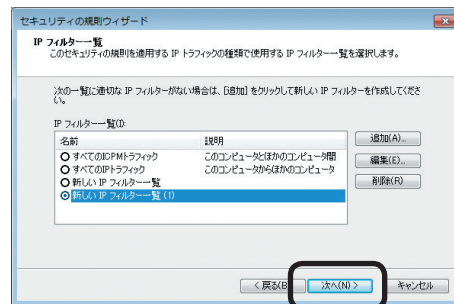 セキュリティの規則ウィザード
IP フィルター一覧
このセキュリティの規則を適用する IP トラフィックの種類で使用する IP フィルター一覧を選択します。
次の一覧に適切な IP フィルターがない場合は、[追加] をクリックして新しい IP フィルターを作成してくださ
い。
IP フィルター一覧(I):
名前 説明
すべてのICPMトラフィック このコンピュータとほかのコンピュータ間
すべてのIPトラフィック このコンピュータからほかのコンピュータ
新しい IP フィルター一覧
新しい IP フィルター一覧 (1)
追加(A)...
編集(E)...
削除(R)
< 戻る(B
次へ(N) >
キャンセル